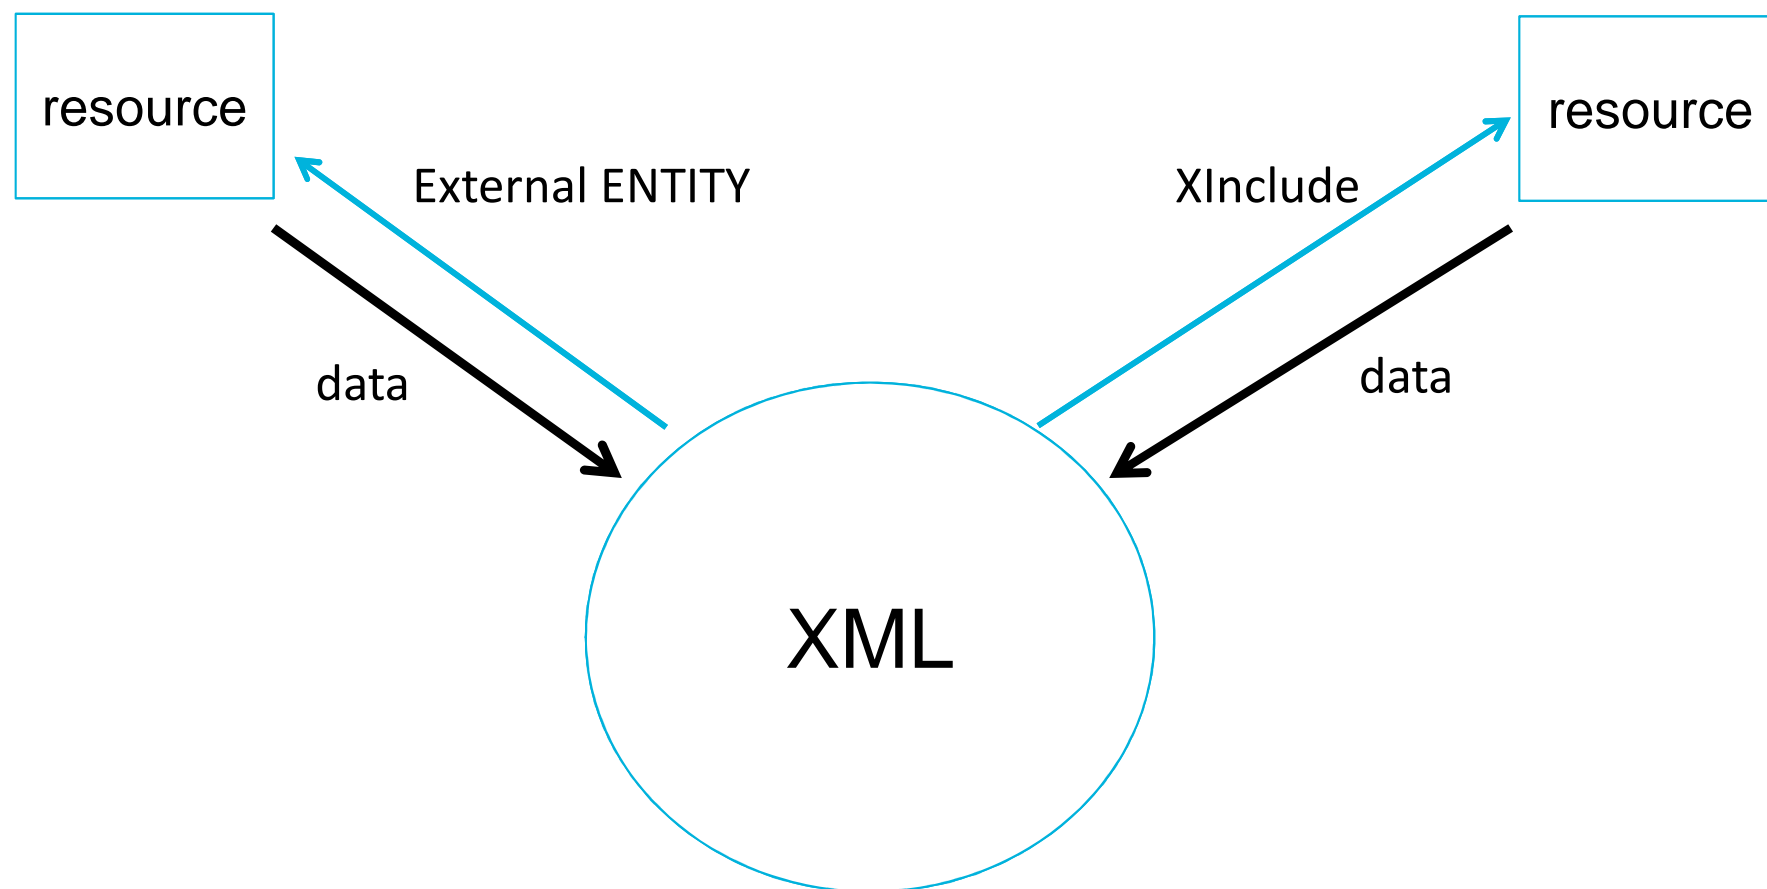 resource
resource
External ENTITY
XInclude
data
data
XML